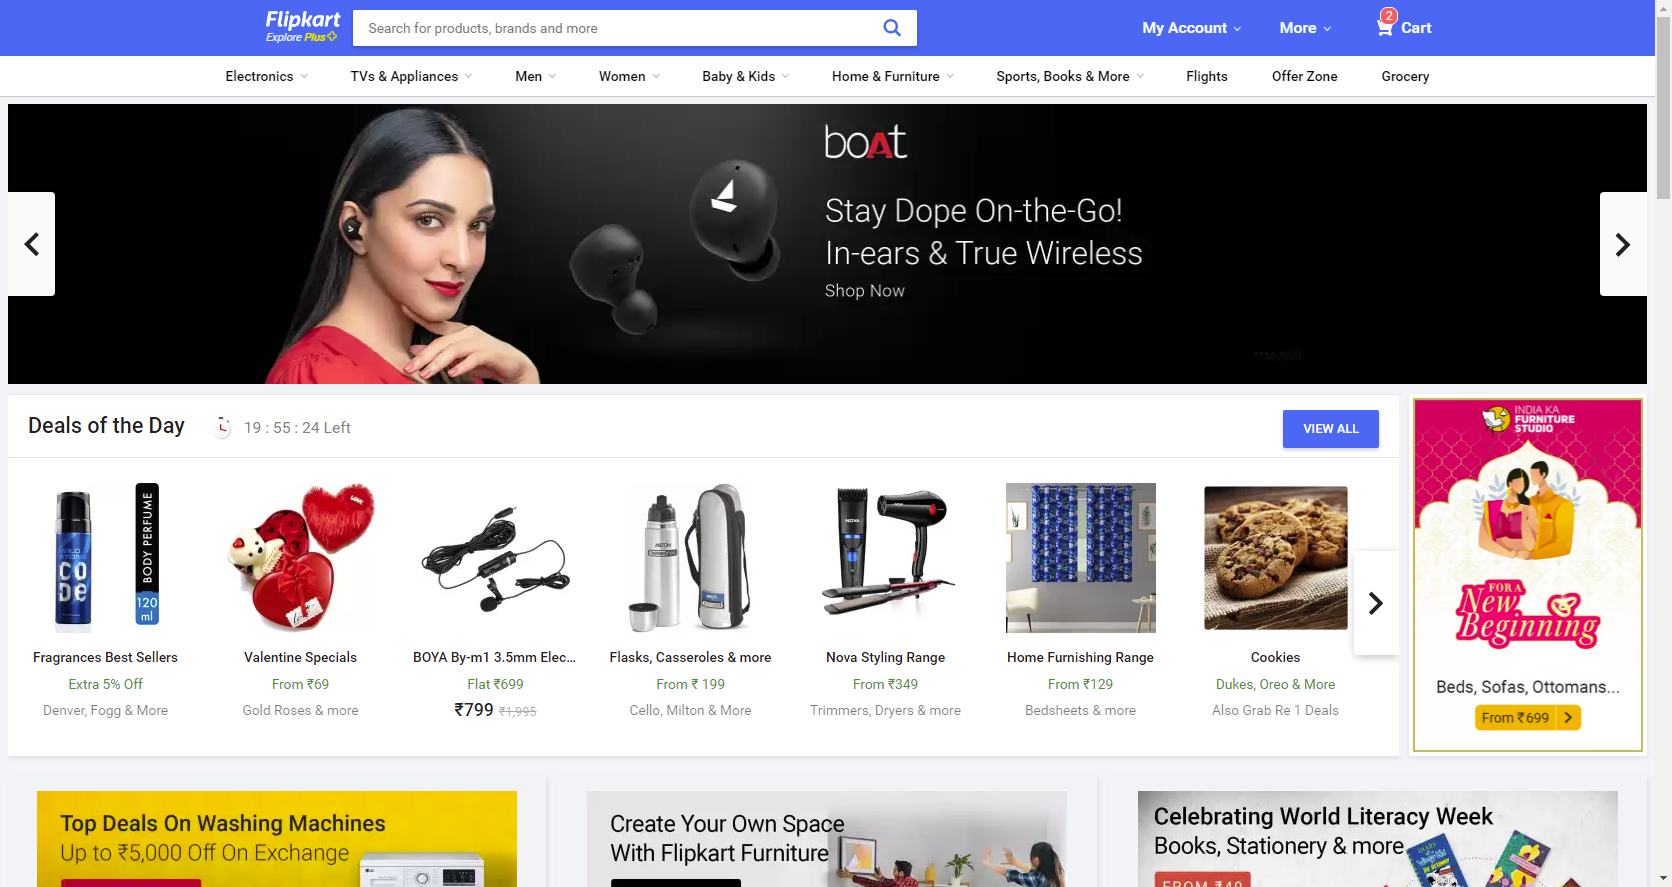 Flipkart
Explore Plus
Search for products, brands and more
My Account
More
2
Cart
Electronics
TVs & Appliances
Men
Women
Baby & Kids
Home & Furniture
Sports, Books & More
Flights
Offer Zone
Grocery
boAt
Stay Dope On-the-Go!
In-ears & True Wireless
Shop Now
Deals of the Day
19 : 55 : 24 Left
VIEW ALL
WILD STONE
CODE
BODY PERFUME
120
ml
LOVE
MILTON
NOVA
Fragrances Best Sellers
Extra 5% Off
Denver, Fogg & More
Valentine Specials
From ₹69
Gold Roses & more
BOYA By-m1 3.5mm Elec...
Flat ₹699
₹799 ₹1,995
Flasks, Casseroles & more
From ₹ 199
Cello, Milton & More
Nova Styling Range
From ₹349
Trimmers, Dryers & more
Home Furnishing Range
From ₹129
Bedsheets & more
Cookies
Dukes, Oreo & More
Also Grab Re 1 Deals
INDIA KA
FURNITURE
STUDIO
FOR A
New
Beginning
Beds, Sofas, Ottomans...
From ₹699
Top Deals On Washing Machines
Up to ₹5,000 Off On Exchange
LG
Create Your Own Space
With Flipkart Furniture
Celebrating World Literacy Week
Books, Stationery & more
FROM ₹49